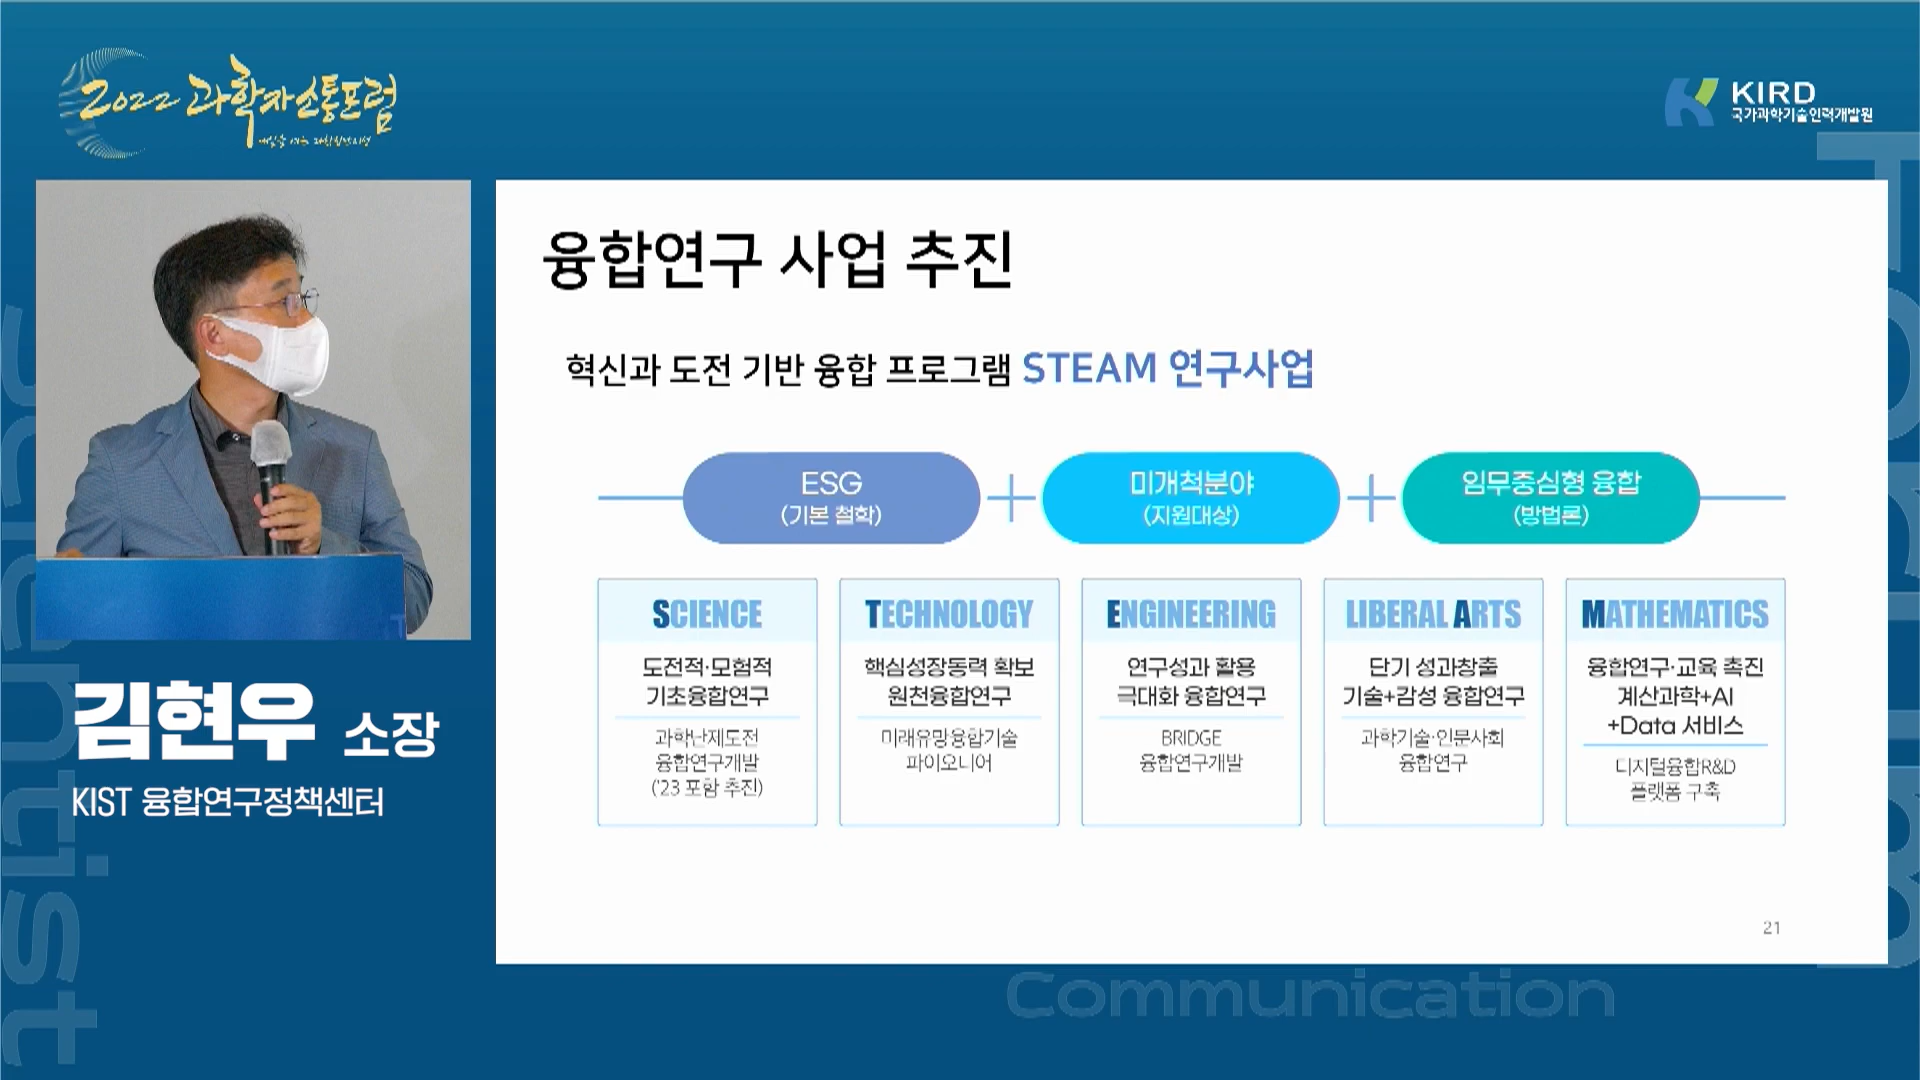 2022 과학자소통포럼
KIRD
국가과학기술인력개발원
융합연구 사업 추진
혁신과 도전 기반 융합 프로그램 STEAM 연구사업
ESG
(기본 철학)
미개척분야
(지원대상)
임무중심형 융합
(방법론)
SCIENCE
도전적·모험적
기초융합연구
과학난제도전
융합연구개발
('23 포함 추진)
TECHNOLOGY
핵심성장동력 확보
원천융합연구
미래유망융합기술
파이오니어
ENGINEERING
연구성과 활용
극대화 융합연구
BRIDGE
융합연구개발
LIBERAL ARTS
단기 성과창출
기술+감성 융합연구
과학기술·인문사회
융합연구
MATHEMATICS
융합연구·교육 촉진
계산과학+AI
+Data 서비스
디지털융합R&D
플랫폼 구축
21
김현우 소장
KIST 융합연구정책센터
Scientist
Communication